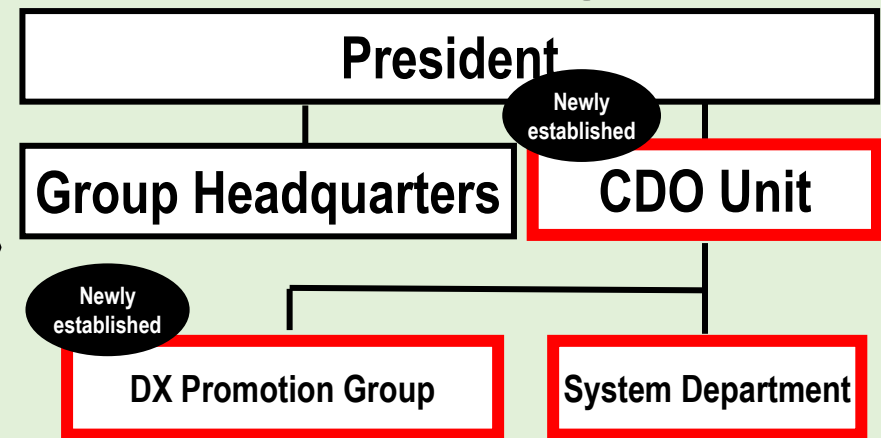 President
Newly
established
Group Headquarters
CDO Unit
Newly
established
DX Promotion Group
System Department